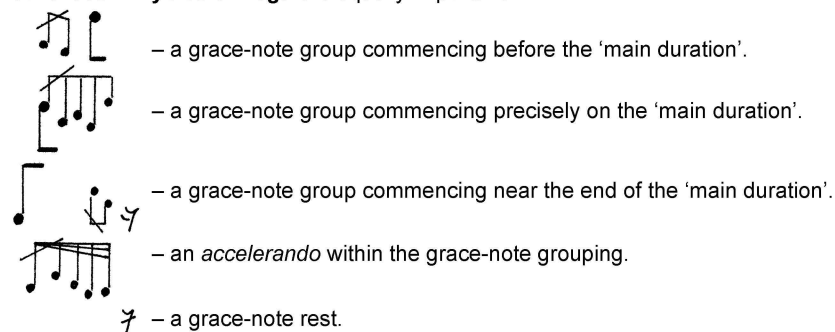 – a grace-note group commencing before the ‘main duration’.
– a grace-note group commencing precisely on the ‘main duration’.
– a grace-note group commencing near the end of the ‘main duration’.
– an accelerando within the grace-note grouping.
– a grace-note rest.